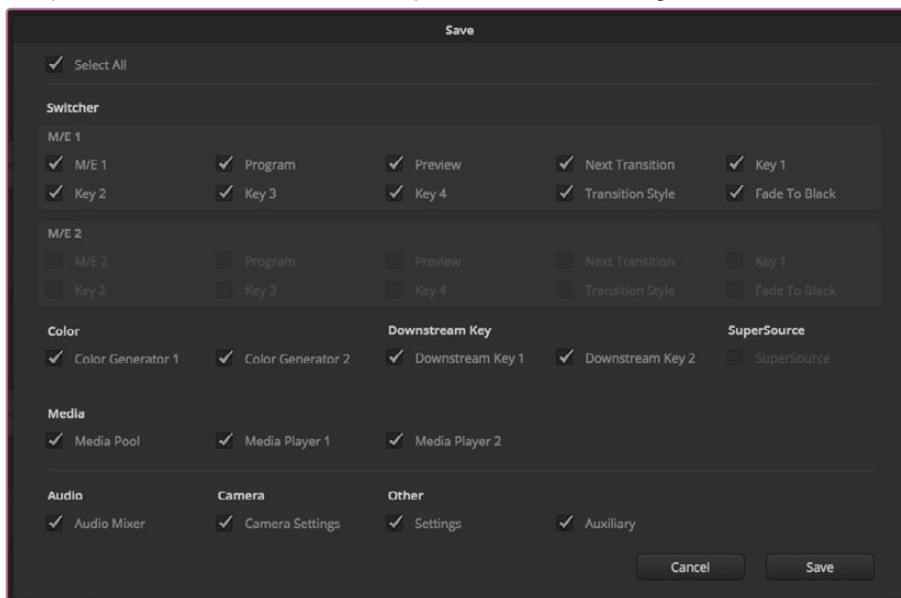 Save
Select All
Switcher
M/E 1
M/E 1 Program Preview Next Transition Key 1
Key 2 Key 3 Key 4 Transition Style Fade To Black
M/E 2
M/E 2 Program Preview Next Transition Key 1
Key 2 Key 3 Key 4 Transition Style Fade To Black
Color Downstream Key SuperSource
Color Generator 1 Color Generator 2 Downstream Key 1 Downstream Key 2 SuperSource
Media
Media Pool Media Player 1 Media Player 2
Audio Camera Other
Audio Mixer Camera Settings Settings Auxiliary
Cancel Save